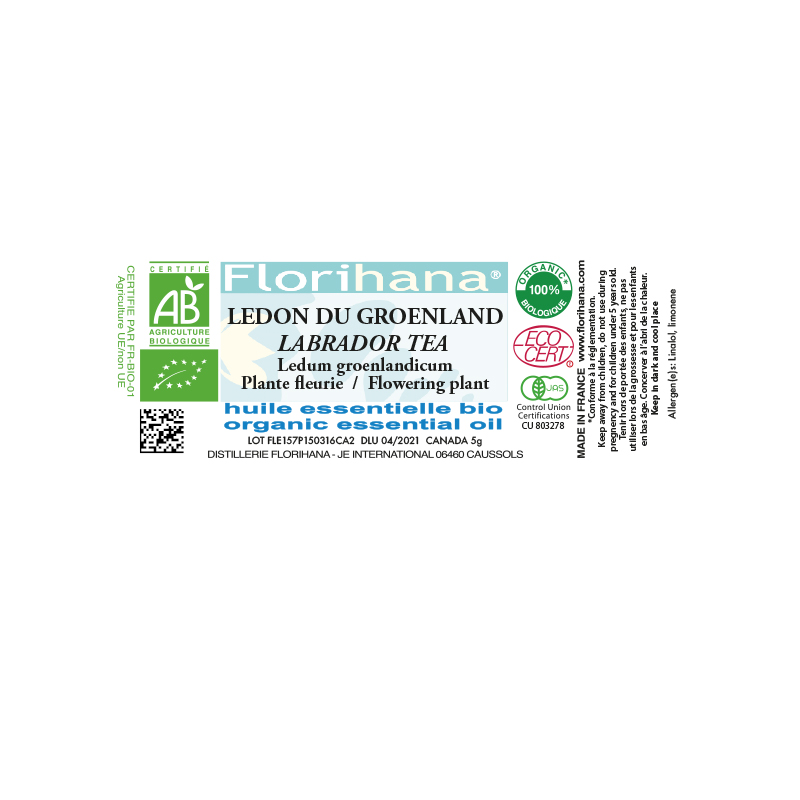 CERTIFIE PAR FR-BIO-01
Agriculture UE/non UE
CERTIFIÉ
AB
AGRICULTURE
BIOLOGIQUE
Florihana®
LEDON DU GROENLAND
LABRADOR TEA
Ledum groenlandicum
Plante fleurie / Flowering plant
huile essentielle bio
organic essential oil
LOT FLE157P150316CA2 DLU 04/2021 CANADA 5g
DISTILLERIE FLORIHANA - JE INTERNATIONAL 06460 CAUSSOLS
ORGANIC*
100%
BIOLOGIQUE
ECO
CERT®
JAS
Control Union
Certifications
CU 803278
MADE IN FRANCE www.florihana.com
*Conforme à la réglementation.
Keep away from children, do not use during
pregnancy and for children under 5 years old.
Tenir hors de portée des enfants, ne pas
utiliser lors de la grossesse et pour les enfants
en bas âge. Conserver à l'abri de la chaleur.
Keep in dark and cool place
Allergen(e)s: Linalol, limonene